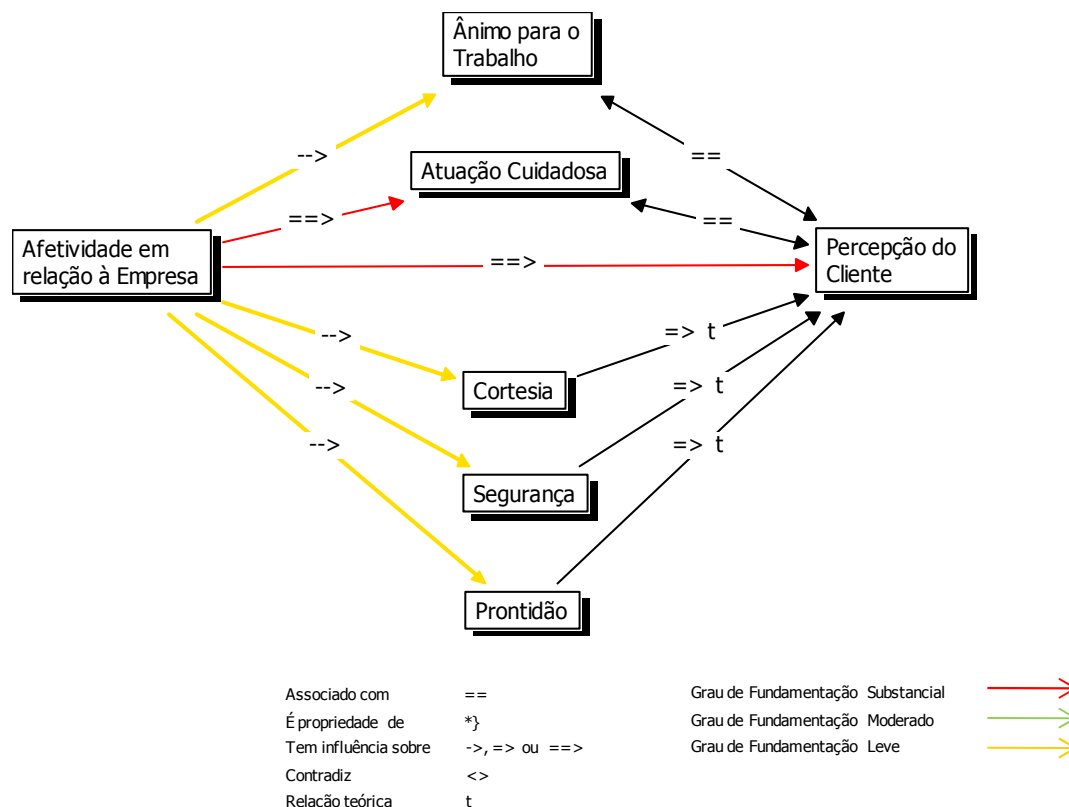 Ânimo para o
Trabalho
-->
==
Atuação Cuidadosa
==>
==
Afetividade em
relação à Empresa
==>
Percepção do
Cliente
-->
=> t
Cortesia
-->
=> t
-->
=> t
Segurança
Prontidão
Associado com ==
É propriedade de *}
Tem influência sobre ->, => ou ==>
Contradiz <>
Relação teórica t
Grau de Fundamentação Substancial
Grau de Fundamentação Moderado
Grau de Fundamentação Leve